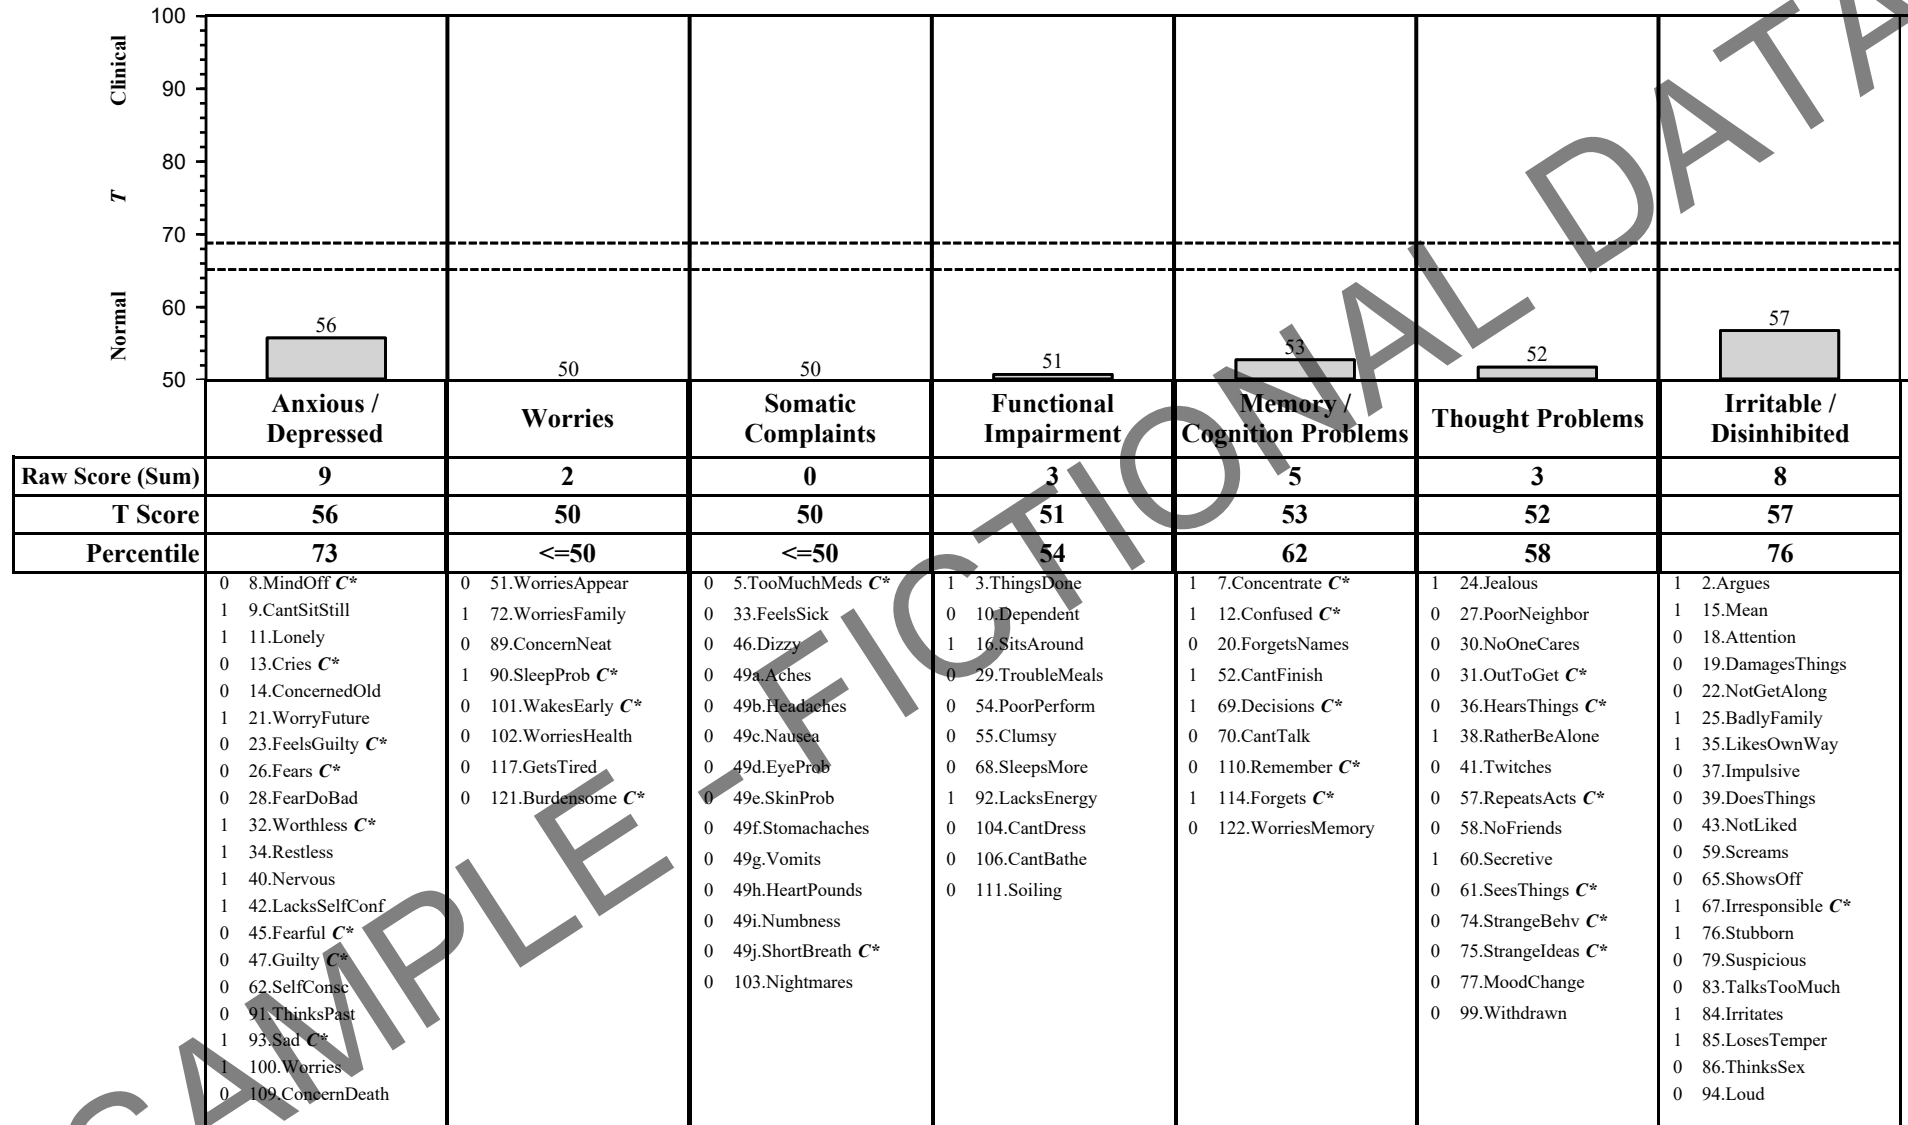 100
90
80
70
60
50
Clinical
T
Normal
56
50
50
51
53
52
57
Anxious / Depressed
Worries
Somatic Complaints
Functional Impairment
Memory / Cognition Problems
Thought Problems
Irritable / Disinhibited
Raw Score (Sum) 9 2 0 3 5 3 8
T Score 56 50 50 51 53 52 57
Percentile 73 <=50 <=50 54 62 58 76
0 8.MindOff C*
1 9.CantSitStill
1 11.Lonely
0 13.Cries C*
0 14.ConcernedOld
1 21.WorryFuture
0 23.FeelsGuilty C*
0 26.Fears C*
0 28.FearDoBad
1 32.Worthless C*
1 34.Restless
1 40.Nervous
1 42.LacksSelfConf
0 45.Fearful C*
0 47.Guilty C*
0 62.SelfConsc
0 91.ThinksPast
1 93.Sad C*
1 100.Worries
0 109.ConcernDeath
0 51.WorriesAppear
1 72.WorriesFamily
0 89.ConcernNeat
1 90.SleepProb C*
0 101.WakesEarly C*
0 102.WorriesHealth
0 117.GetsTired
0 121.Burdensome C*
0 5.TooMuchMeds C*
0 33.FeelsSick
0 46.Dizzy
0 49a.Aches
0 49b.Headaches
0 49c.Nausea
0 49d.EyeProb
0 49e.SkinProb
0 49f.Stomachaches
0 49g.Vomits
0 49h.HeartPounds
0 49i.Numbness
0 49j.ShortBreath C*
0 103.Nightmares
1 3.ThingsDone
0 10.Dependent
1 16.SitsAround
0 29.TroubleMeals
0 54.PoorPerform
0 55.Clumsy
0 68.SleepsMore
1 92.LacksEnergy
0 104.CantDress
0 106.CantBathe
0 111.Soiling
1 7.Concentrate C*
1 12.Confused C*
0 20.ForgetsNames
1 52.CantFinish
1 69.Decisions C*
0 70.CantTalk
0 110.Remember C*
1 114.Forgets C*
0 122.WorriesMemory
1 24.Jealous
0 27.PoorNeighbor
0 30.NoOneCares
0 31.OutToGet C*
0 36.HearsThings C*
1 38.RatherBeAlone
0 41.Twitches
0 57.RepeatsActs C*
0 58.NoFriends
1 60.Secretive
0 61.SeesThings C*
0 74.StrangeBehv C*
0 75.StrangeIdeas C*
0 77.MoodChange
0 99.Withdrawn
1 2.Argues
1 15.Mean
0 18.Attention
0 19.DamagesThings
0 22.NotGetAlong
1 25.BadlyFamily
1 35.LikesOwnWay
0 37.Impulsive
0 39.DoesThings
0 43.NotLiked
0 59.Screams
0 65.ShowsOff
1 67.Irresponsible C*
1 76.Stubborn
0 79.Suspicious
0 83.TalksTooMuch
1 84.Irritates
1 85.LosesTemper
0 86.ThinksSex
0 94.Loud
SAMPLE - FICTIONAL DATA